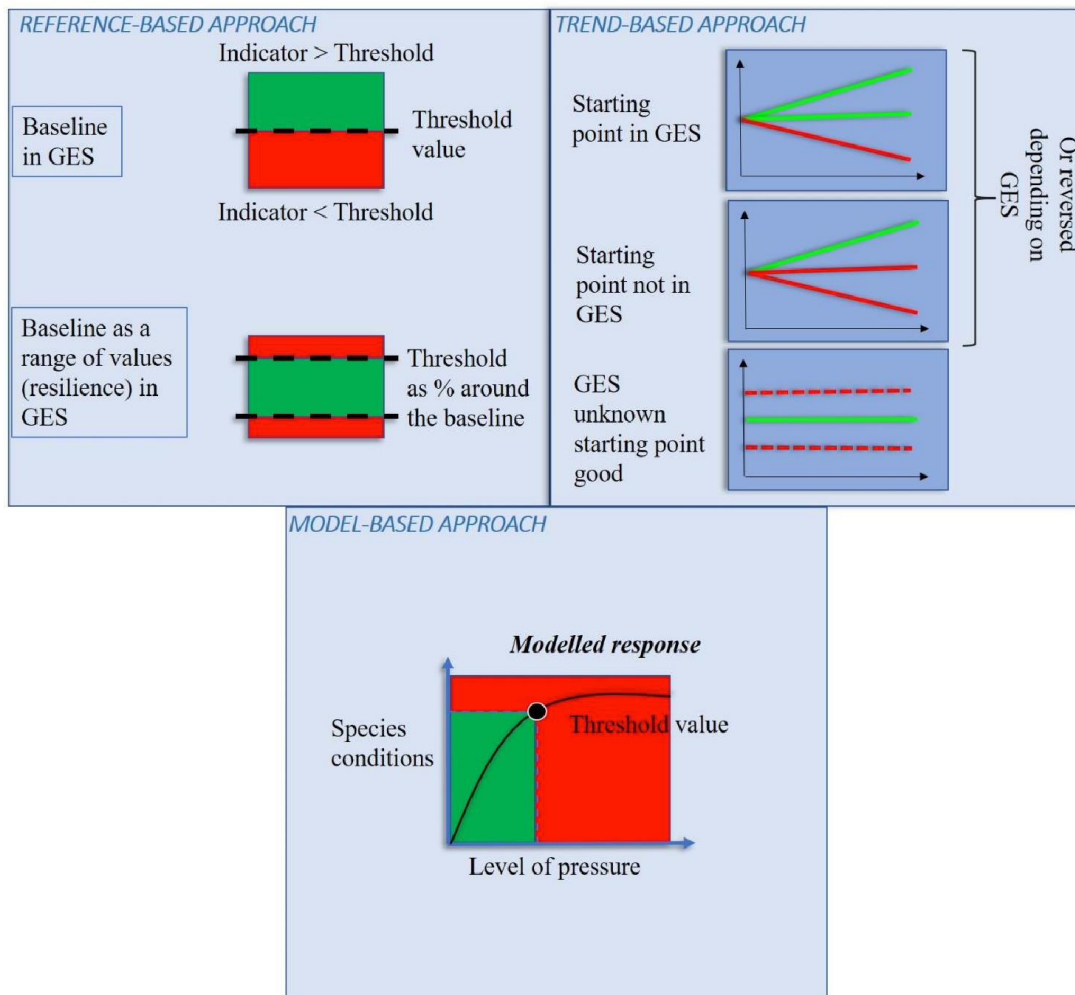 REFERENCE-BASED APPROACH
Indicator > Threshold
Baseline
in GES
Threshold
value
Indicator < Threshold
Baseline as a
range of values
(resilience) in
GES
Threshold
as % around
the baseline
TREND-BASED APPROACH
Starting
point in GES
Starting
point not in
GES
GES
unknown
starting point
good
Or reversed
depending on
GES
MODEL-BASED APPROACH
Modelled response
Species
conditions
Threshold value
Level of pressure